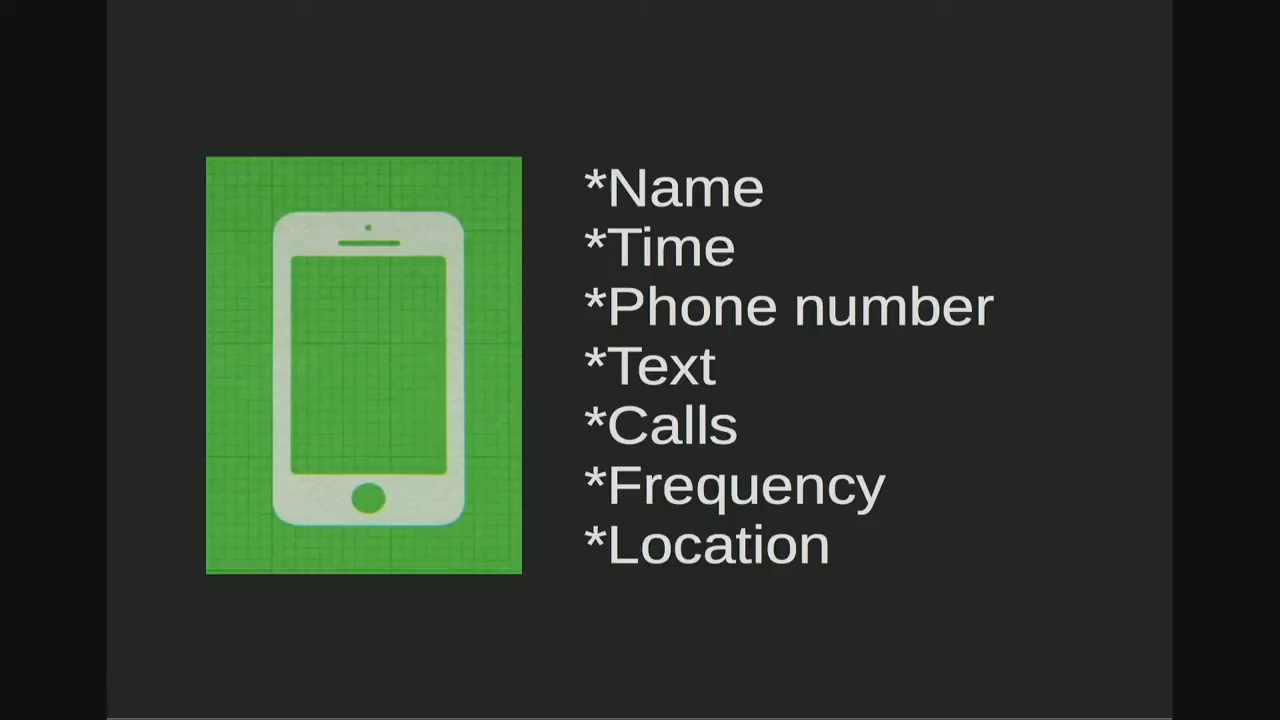 *Name
*Time
*Phone number
*Text
*Calls
*Frequency
*Location